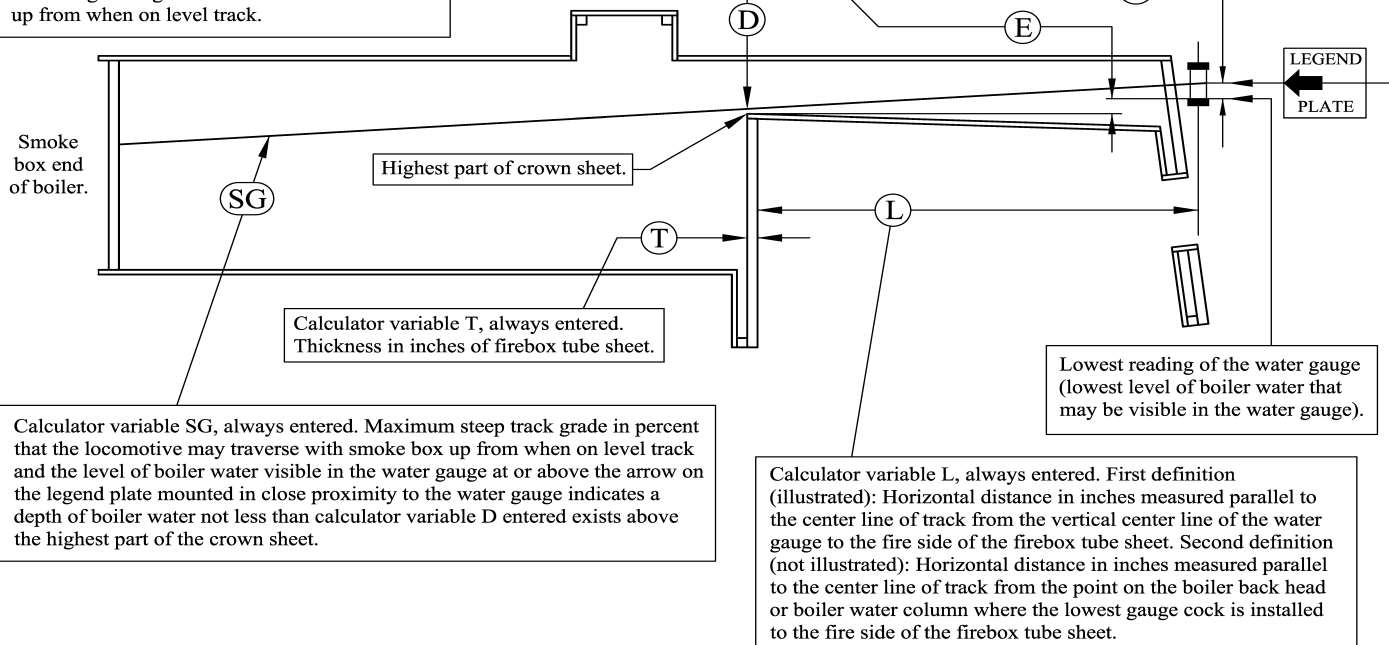 up from when on level track.
D
E
LEGEND
PLATE
Smoke
box end
of boiler.
Highest part of crown sheet.
SG
L
T
Calculator variable T, always entered.
Thickness in inches of firebox tube sheet.
Lowest reading of the water gauge
(lowest level of boiler water that
may be visible in the water gauge).
Calculator variable SG, always entered. Maximum steep track grade in percent
that the locomotive may traverse with smoke box up from when on level track
and the level of boiler water visible in the water gauge at or above the arrow on
the legend plate mounted in close proximity to the water gauge indicates a
depth of boiler water not less than calculator variable D entered exists above
the highest part of the crown sheet.
Calculator variable L, always entered. First definition
(illustrated): Horizontal distance in inches measured parallel to
the center line of track from the vertical center line of the water
gauge to the fire side of the firebox tube sheet. Second definition
(not illustrated): Horizontal distance in inches measured parallel
to the center line of track from the point on the boiler back head
or boiler water column where the lowest gauge cock is installed
to the fire side of the firebox tube sheet.